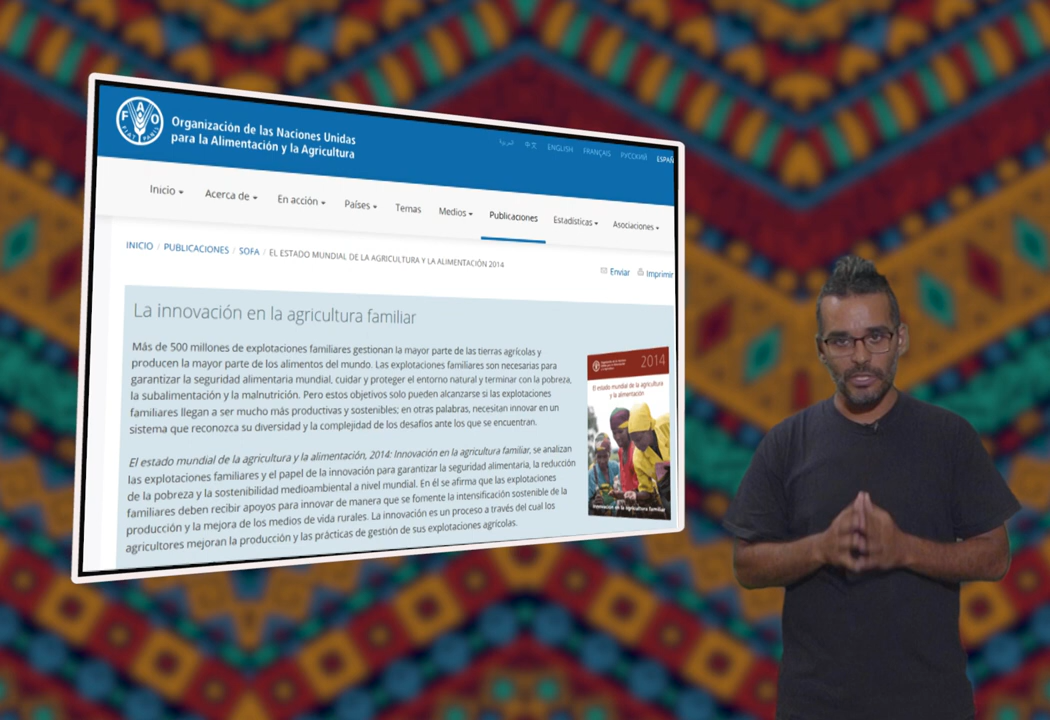 FAO
FIAT PANIS
Organización de las Naciones Unidas
para la Alimentación y la Agricultura
العربية 中文 ENGLISH FRANÇAIS РУССКИЙ ESPAÑ
Inicio Acerca de En acción Países Temas Medios Publicaciones Estadísticas Asociaciones
INICIO / PUBLICACIONES / SOFA / EL ESTADO MUNDIAL DE LA AGRICULTURA Y LA ALIMENTACIÓN 2014
Enviar Imprimir
La innovación en la agricultura familiar
Más de 500 millones de explotaciones familiares gestionan la mayor parte de las tierras agrícolas y
producen la mayor parte de los alimentos del mundo. Las explotaciones familiares son necesarias para
garantizar la seguridad alimentaria mundial, cuidar y proteger el entorno natural y terminar con la pobreza,
la subalimentación y la malnutrición. Pero estos objetivos solo pueden alcanzarse si las explotaciones
familiares llegan a ser mucho más productivas y sostenibles; en otras palabras, necesitan innovar en un
sistema que reconozca su diversidad y la complejidad de los desafíos ante los que se encuentran.
El estado mundial de la agricultura y la alimentación, 2014: Innovación en la agricultura familiar, se analizan
las explotaciones familiares y el papel de la innovación para garantizar la seguridad alimentaria, la reducción
de la pobreza y la sostenibilidad medioambiental a nivel mundial. En él se afirma que las explotaciones
familiares deben recibir apoyos para innovar de manera que se fomente la intensificación sostenible de la
producción y la mejora de los medios de vida rurales. La innovación es un proceso a través del cual los
agricultores mejoran la producción y las prácticas de gestión de sus explotaciones agrícolas.
2014
El estado mundial de la agricultura
y la alimentación
Innovación en la agricultura familiar